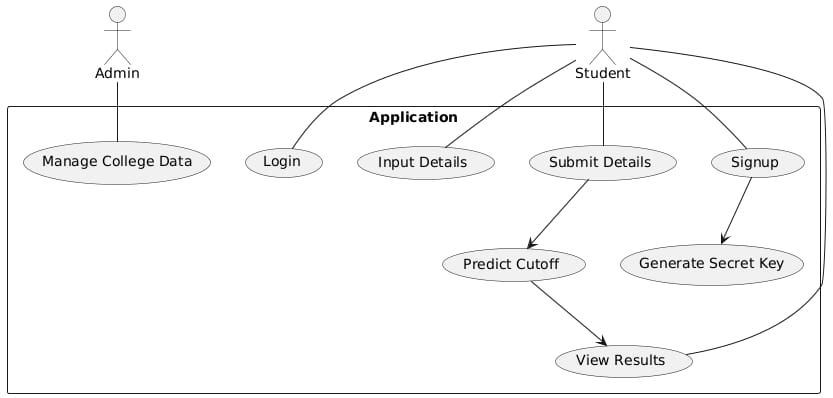 Admin
Student
Application
Manage College Data
Login
Input Details
Submit Details
Signup
Predict Cutoff
Generate Secret Key
View Results